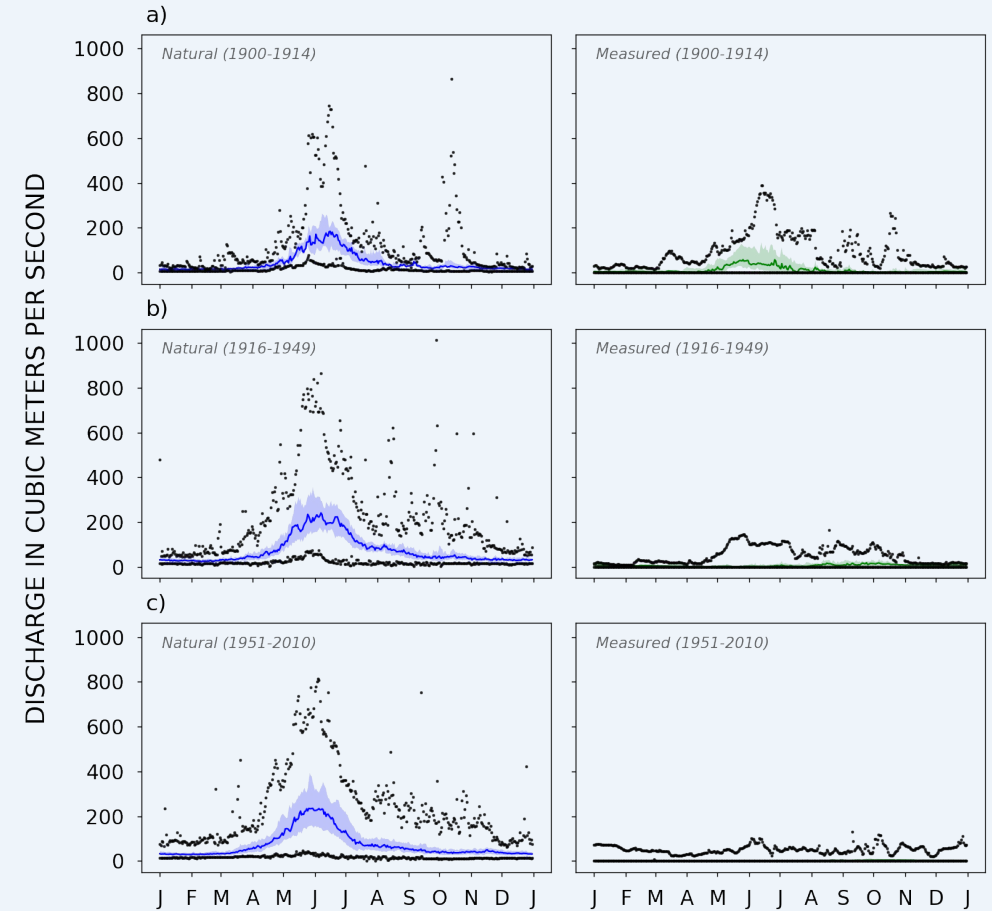 a)
Natural (1900-1914)
Measured (1900-1914)
1000
800
600
400
200
0
b)
Natural (1916-1949)
Measured (1916-1949)
1000
800
600
400
200
0
c)
Natural (1951-2010)
Measured (1951-2010)
1000
800
600
400
200
0
DISCHARGE IN CUBIC METERS PER SECOND
J F M A M J J A S O N D J
J F M A M J J A S O N D J